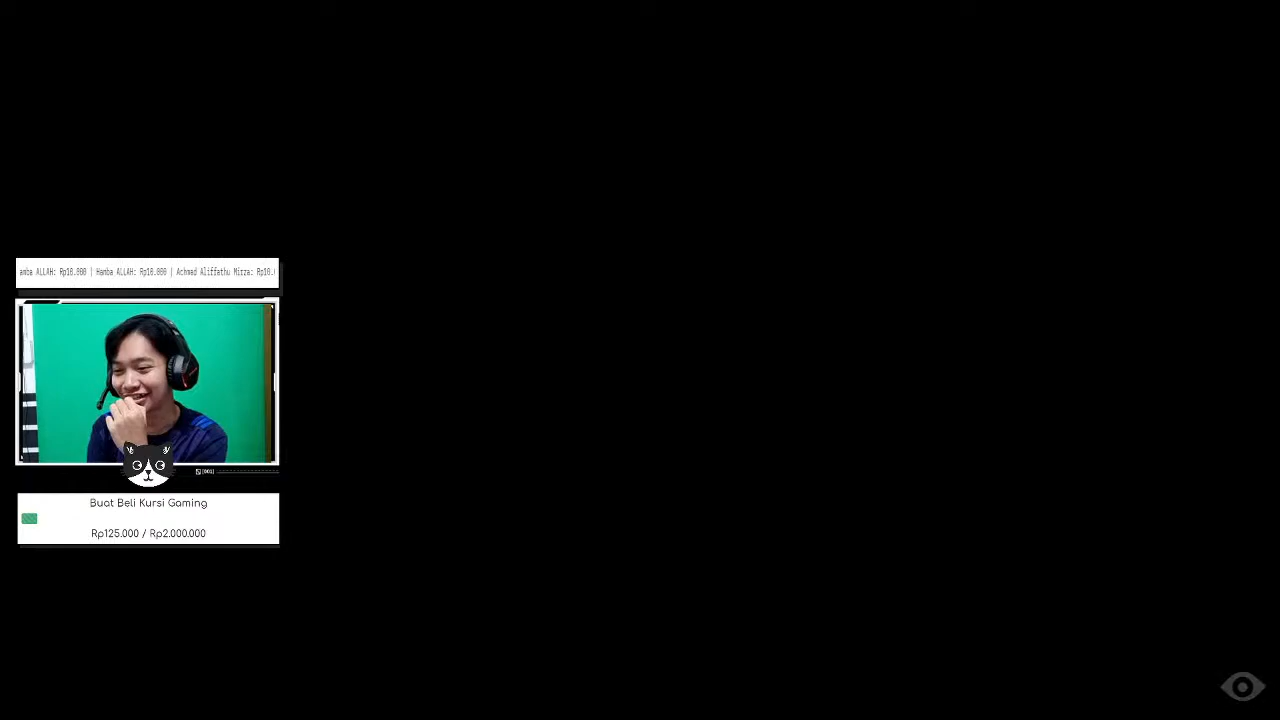 amba ALLAH: Rp10.000 | Hamba ALLAH: Rp10.000 | Achmad Aliffathu Mirza: Rp10.
[001]
Buat Beli Kursi Gaming
Rp125.000 / Rp2.000.000